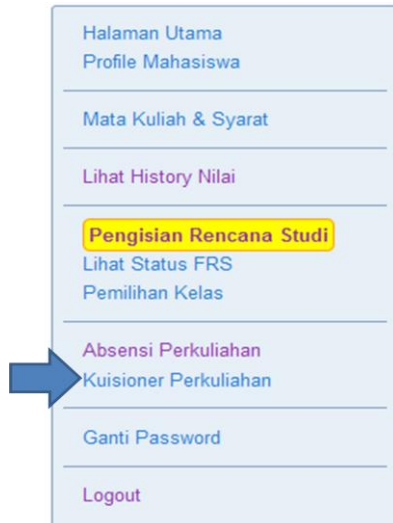 Halaman Utama
Profile Mahasiswa
Mata Kuliah & Syarat
Lihat History Nilai
Pengisian Rencana Studi
Lihat Status FRS
Pemilihan Kelas
Absensi Perkuliahan
Kuisioner Perkuliahan
Ganti Password
Logout